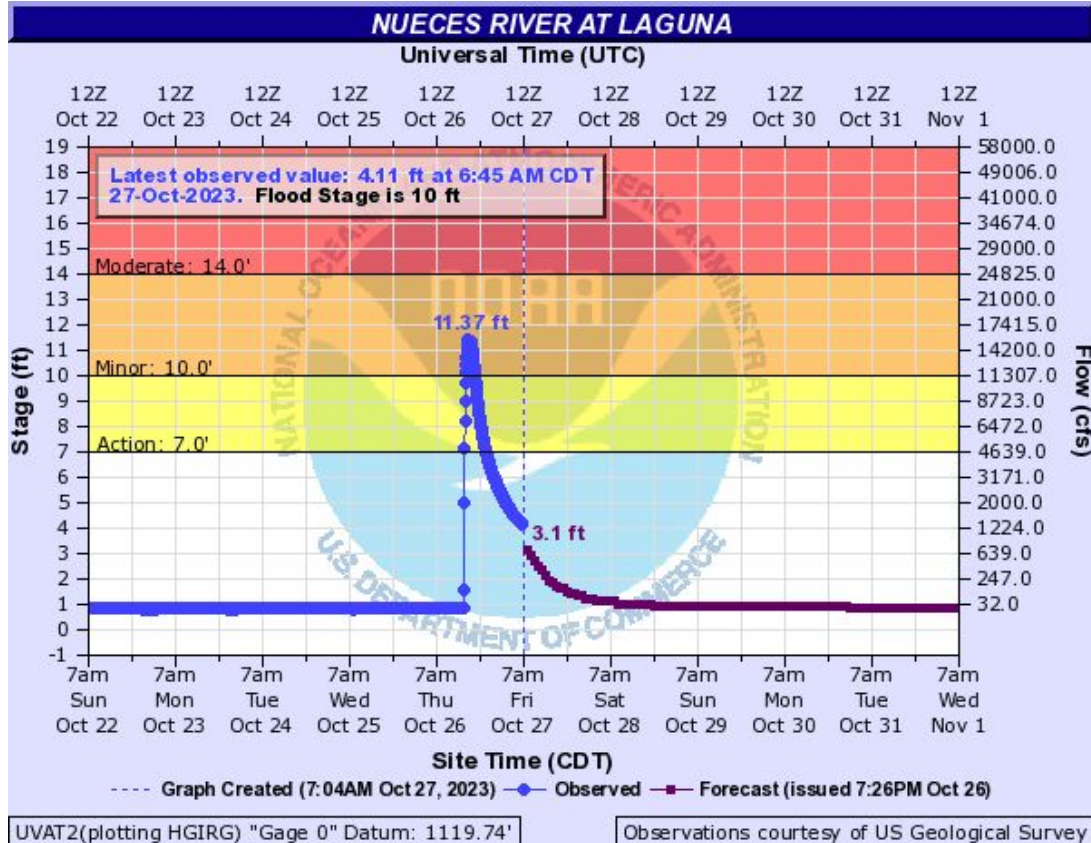 NUECES RIVER AT LAGUNA
Universal Time (UTC)
12Z 12Z 12Z 12Z 12Z 12Z 12Z 12Z 12Z 12Z 12Z
Oct 22 Oct 23 Oct 24 Oct 25 Oct 26 Oct 27 Oct 28 Oct 29 Oct 30 Oct 31 Nov 1
19 58000.0
18 49006.0
17 41000.0
16 34674.0
15 29000.0
14 24825.0
13 21000.0
12 17415.0
11 14200.0
10 11307.0
9 8723.0
8 6472.0
7 4639.0
6 3171.0
5 2000.0
4 1224.0
3 639.0
2 247.0
1 32.0
0
-1
Stage (ft)
Flow (cfs)
Latest observed value: 4.11 ft at 6:45 AM CDT
27-Oct-2023. Flood Stage is 10 ft
Moderate: 14.0'
11.37 ft
Minor: 10.0'
Action: 7.0'
3.1 ft
NATIONAL OCEANIC AND ATMOSPHERIC ADMINISTRATION
NOAA
U.S. DEPARTMENT OF COMMERCE
7am 7am 7am 7am 7am 7am 7am 7am 7am 7am 7am
Sun Mon Tue Wed Thu Fri Sat Sun Mon Tue Wed
Oct 22 Oct 23 Oct 24 Oct 25 Oct 26 Oct 27 Oct 28 Oct 29 Oct 30 Oct 31 Nov 1
Site Time (CDT)
Graph Created (7:04AM Oct 27, 2023) Observed Forecast (issued 7:26PM Oct 26)
UVAT2(plotting HGIRG) "Gage 0" Datum: 1119.74'
Observations courtesy of US Geological Survey